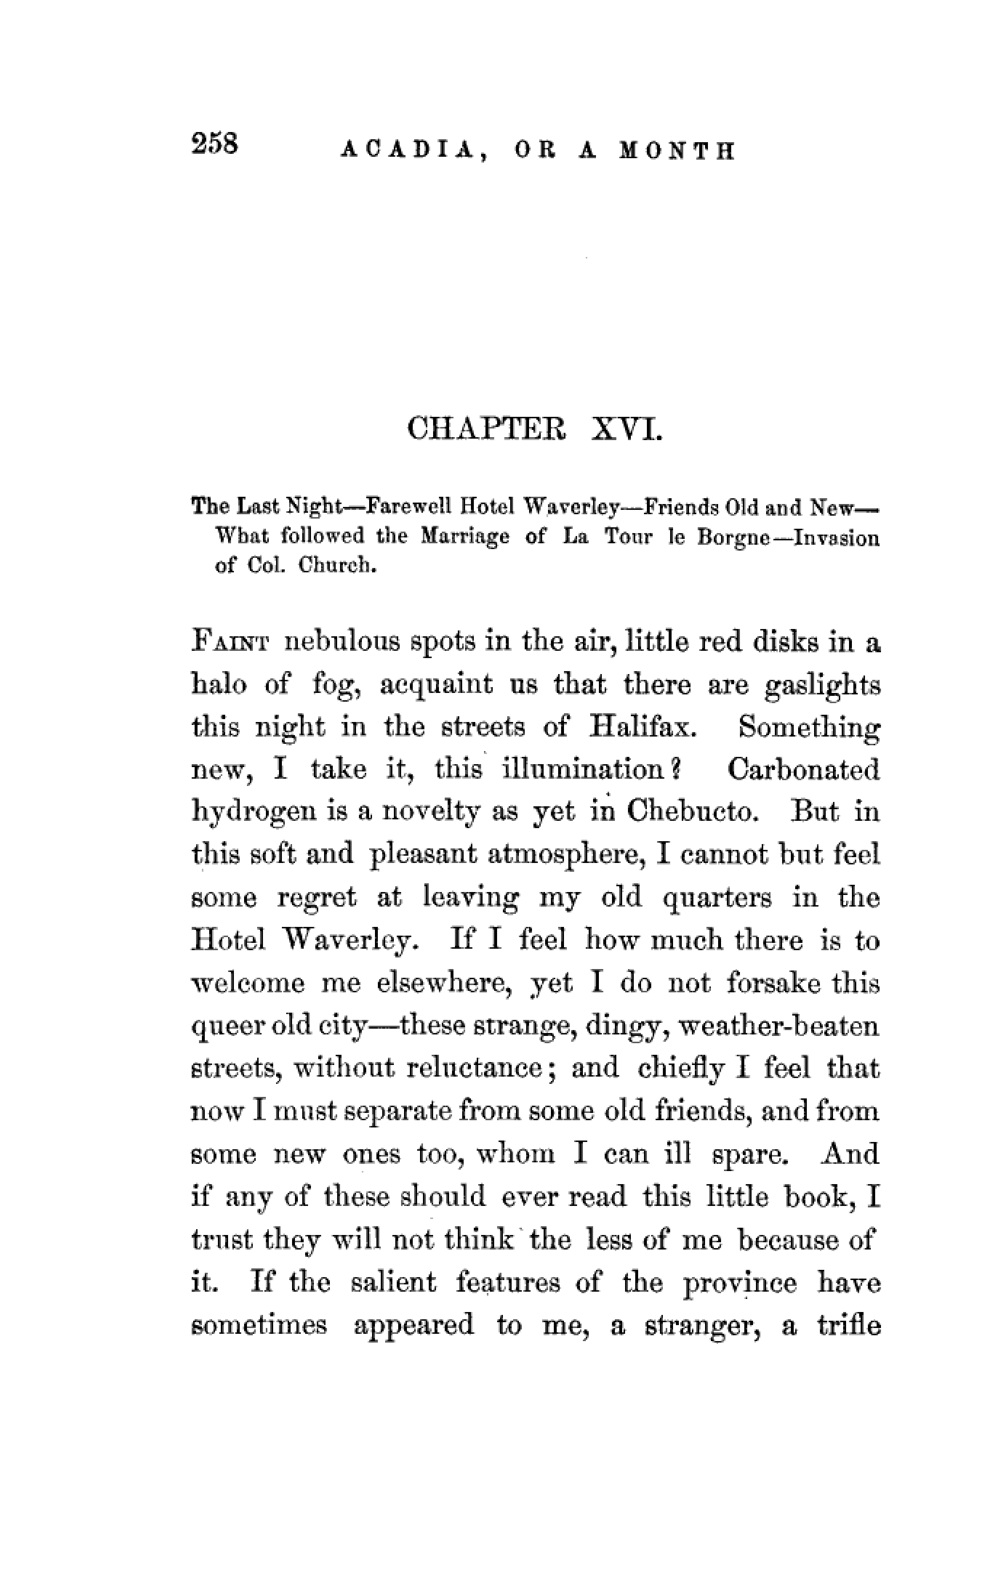 258 ACADIA, OR A MONTH
CHAPTER XVI.
The Last Night—Farewell Hotel Waverley—Friends Old and New—
What followed the Marriage of La Tour le Borgne—Invasion
of Col. Church.
FAINT nebulous spots in the air, little red disks in a
halo of fog, acquaint us that there are gaslights
this night in the streets of Halifax. Something
new, I take it, this illumination? Carbonated
hydrogen is a novelty as yet in Chebucto. But in
this soft and pleasant atmosphere, I cannot but feel
some regret at leaving my old quarters in the
Hotel Waverley. If I feel how much there is to
welcome me elsewhere, yet I do not forsake this
queer old city—these strange, dingy, weather-beaten
streets, without reluctance; and chiefly I feel that
now I must separate from some old friends, and from
some new ones too, whom I can ill spare. And
if any of these should ever read this little book, I
trust they will not think the less of me because of
it. If the salient features of the province have
sometimes appeared to me, a stranger, a trifle